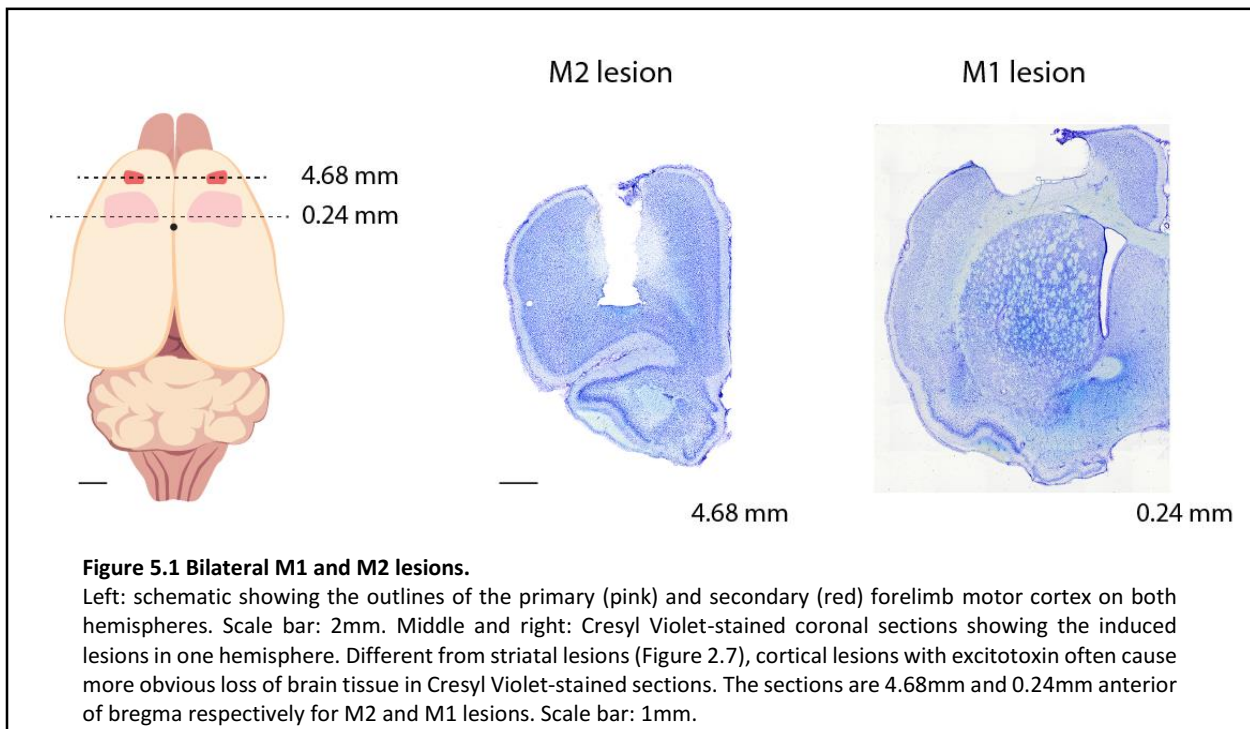 M2 lesion
M1 lesion
4.68 mm
0.24 mm
4.68 mm
0.24 mm
Figure 5.1 Bilateral M1 and M2 lesions.
Left: schematic showing the outlines of the primary (pink) and secondary (red) forelimb motor cortex on both
hemispheres. Scale bar: 2mm. Middle and right: Cresyl Violet-stained coronal sections showing the induced
lesions in one hemisphere. Different from striatal lesions (Figure 2.7), cortical lesions with excitotoxin often cause
more obvious loss of brain tissue in Cresyl Violet-stained sections. The sections are 4.68mm and 0.24mm anterior
of bregma respectively for M2 and M1 lesions. Scale bar: 1mm.